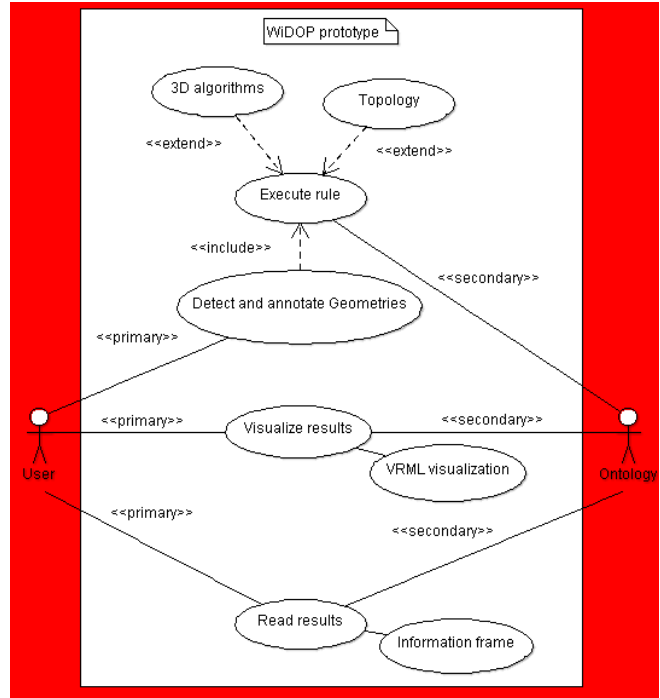 WiDOP prototype
3D algorithms
Topology
<<extend>>
<<extend>>
Execute rule
<<include>>
<<secondary>>
Detect and annotate Geometries
<<primary>>
<<primary>>
Visualize results
<<secondary>>
VRML visualization
User
Ontology
<<primary>>
<<secondary>>
Read results
Information frame